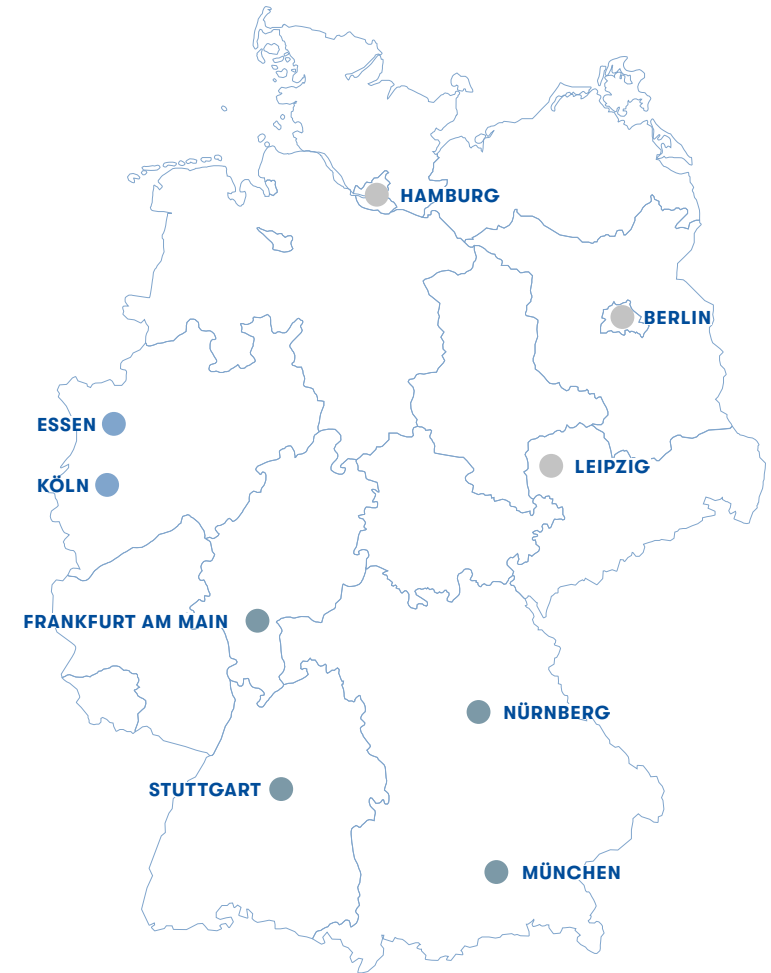 HAMBURG
BERLIN
ESSEN
LEIPZIG
KÖLN
FRANKFURT AM MAIN
NÜRNBERG
STUTTGART
MÜNCHEN